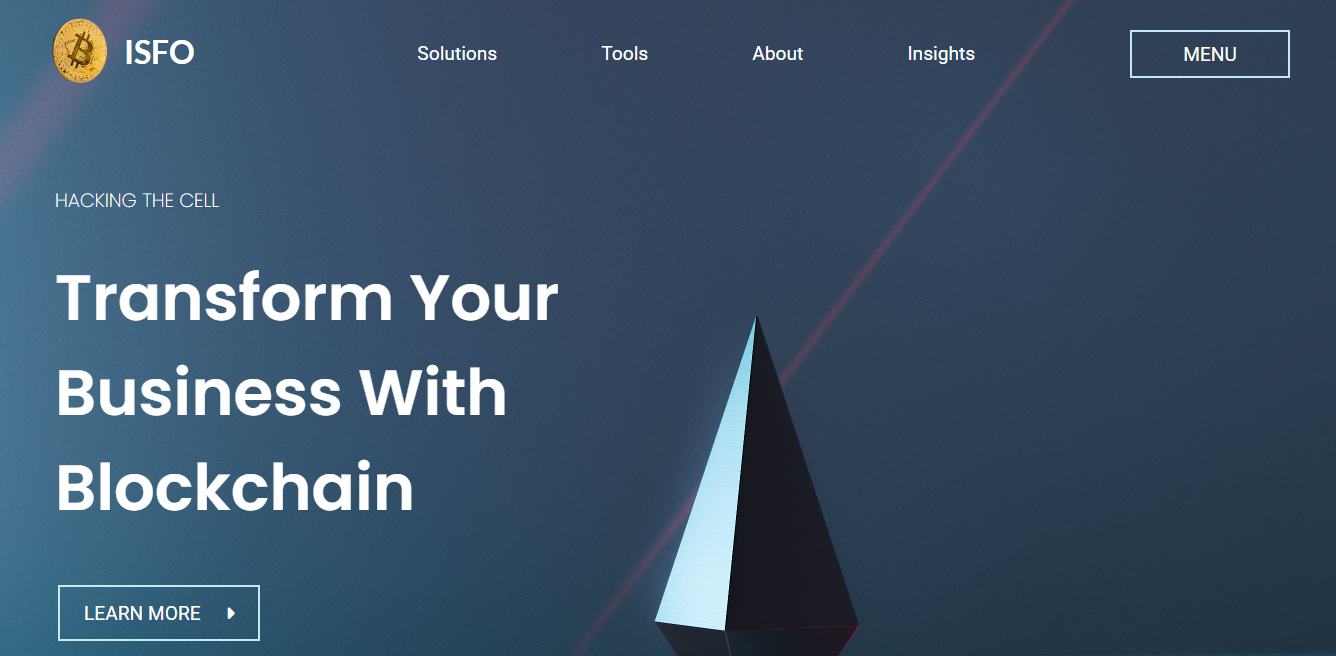 ISFO
Solutions
Tools
About
Insights
MENU
HACKING THE CELL
Transform Your
Business With
Blockchain
LEARN MORE